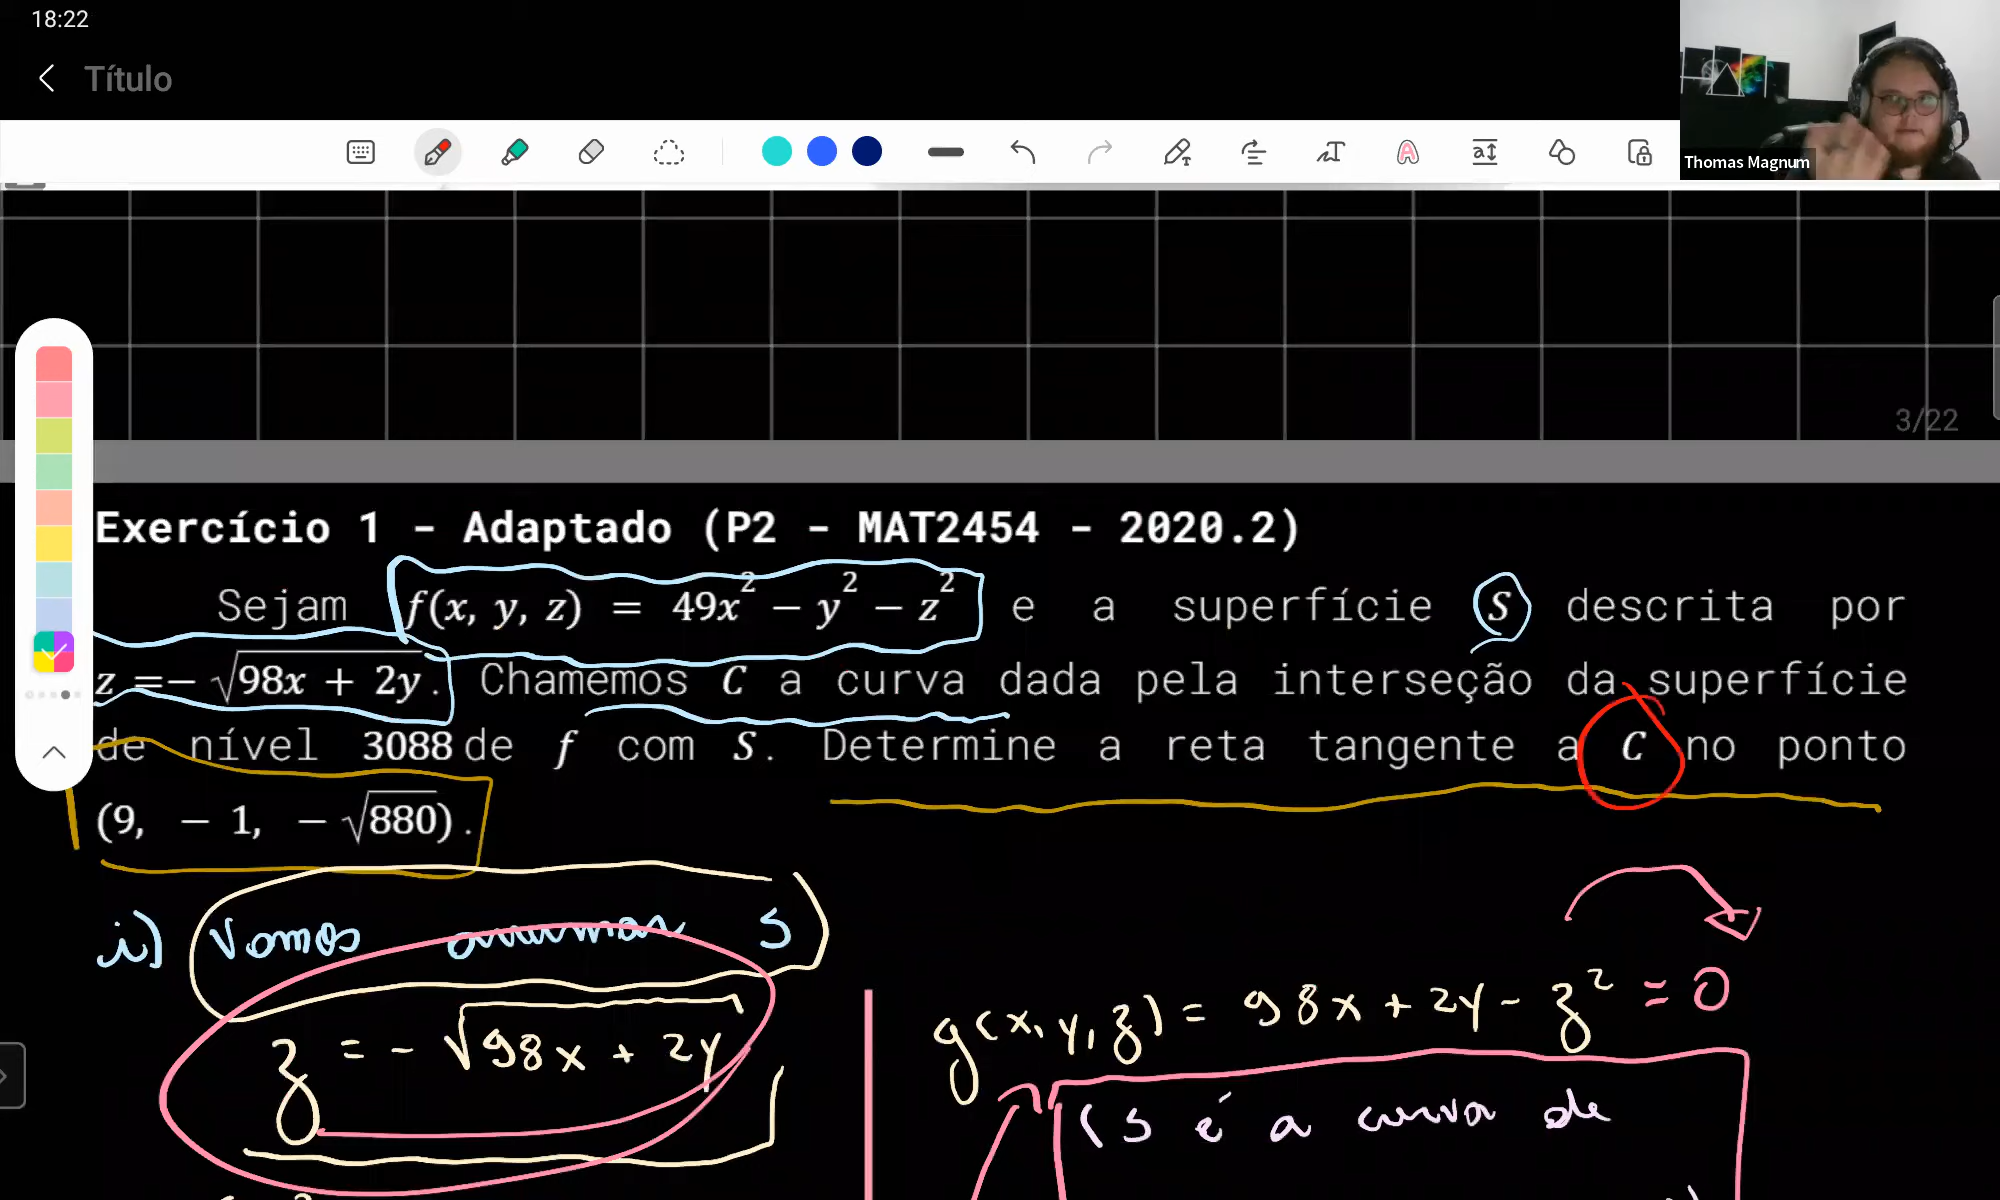 18:22
Título
Thomas Magnum
3/22
Exercício 1 - Adaptado (P2 - MAT2454 - 2020.2)
Sejam f(x, y, z) = 49x² − y² − z² e a superfície S descrita por
z = − √(98x + 2y). Chamemos C a curva dada pela interseção da superfície
de nível 3088 de f com S. Determine a reta tangente a C no ponto
(9, − 1, − √880).
i) Vamos arrumar S
z = - √(98x + 2y)
g(x, y, z) = 98x + 2y - z² = 0
(S é a curva de